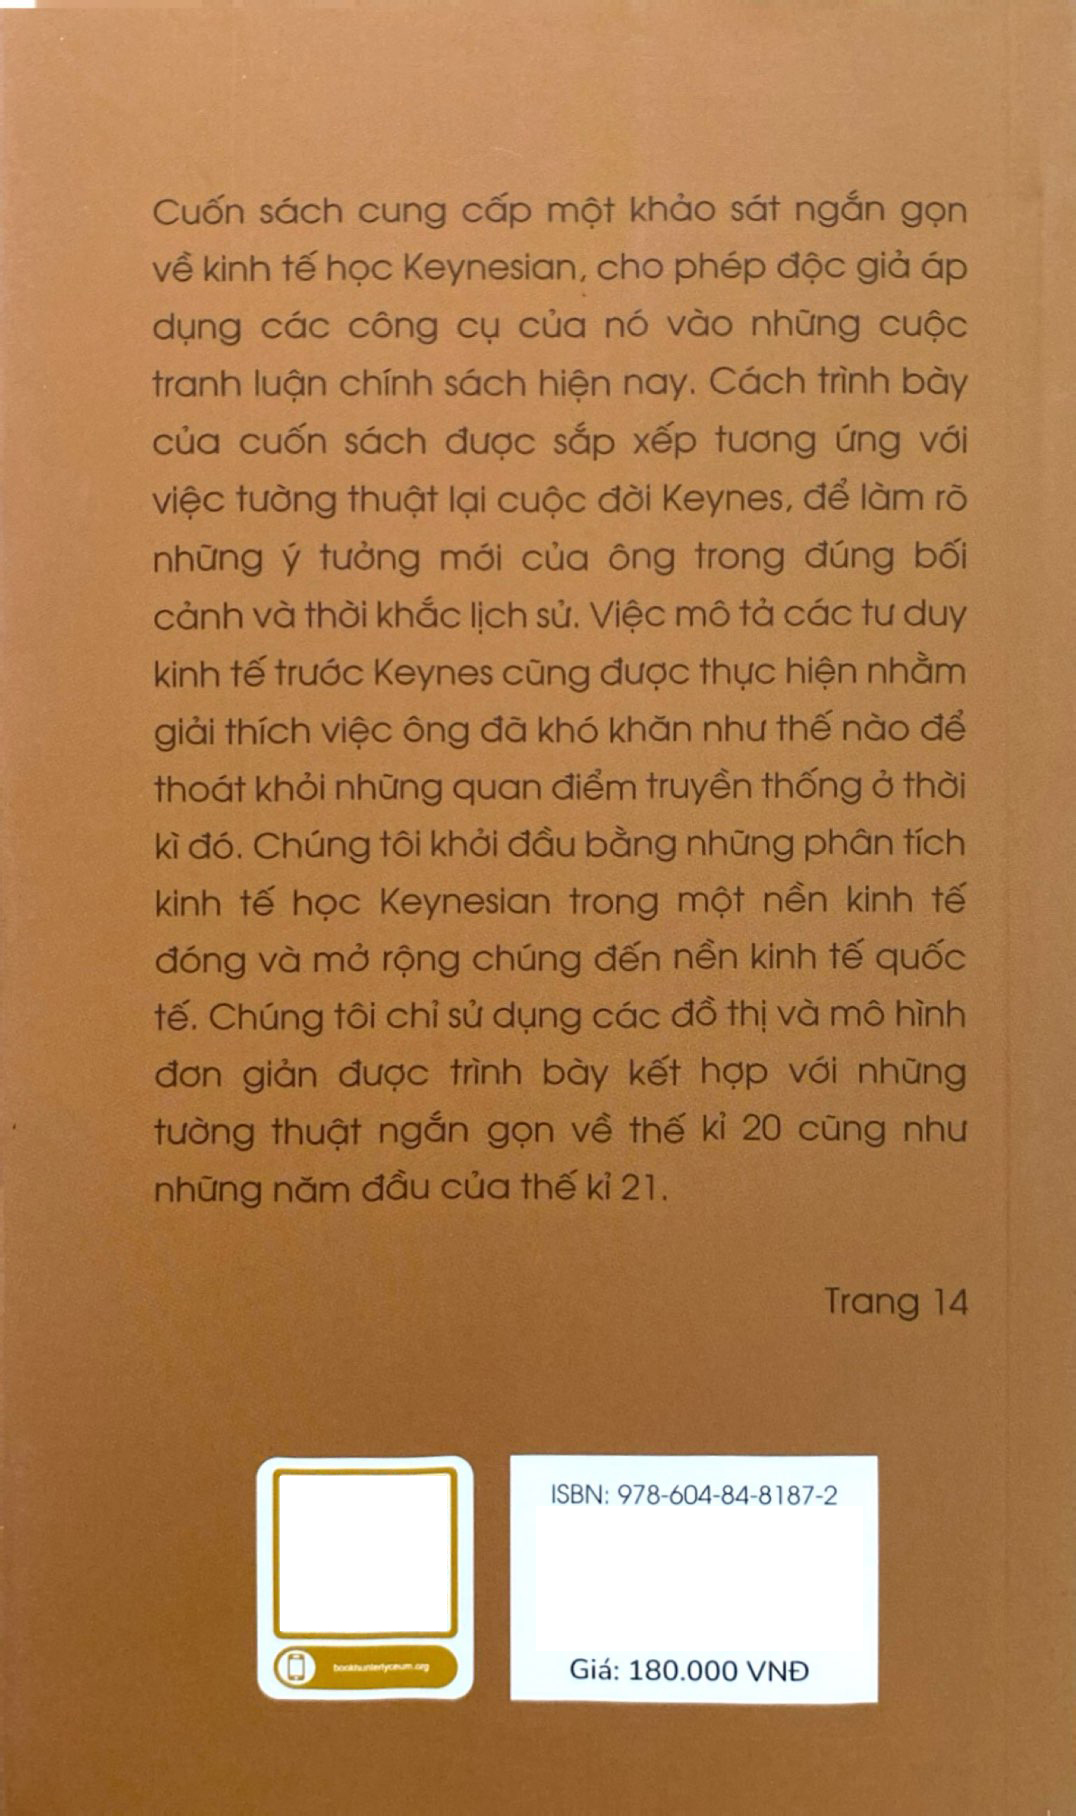 Cuốn sách cung cấp một khảo sát ngắn gọn
về kinh tế học Keynesian, cho phép độc giả áp
dụng các công cụ của nó vào những cuộc
tranh luận chính sách hiện nay. Cách trình bày
của cuốn sách được sắp xếp tương ứng với
việc tường thuật lại cuộc đời Keynes, để làm rõ
những ý tưởng mới của ông trong đúng bối
cảnh và thời khắc lịch sử. Việc mô tả các tư duy
kinh tế trước Keynes cũng được thực hiện nhằm
giải thích việc ông đã khó khăn như thế nào để
thoát khỏi những quan điểm truyền thống ở thời
kì đó. Chúng tôi khởi đầu bằng những phân tích
kinh tế học Keynesian trong một nền kinh tế
đóng và mở rộng chúng đến nền kinh tế quốc
tế. Chúng tôi chỉ sử dụng các đồ thị và mô hình
đơn giản được trình bày kết hợp với những
tường thuật ngắn gọn về thế kỉ 20 cũng như
những năm đầu của thế kỉ 21.
Trang 14
ISBN: 978-604-84-8187-2
bookhunterlyceum.org
Giá: 180.000 VNĐ